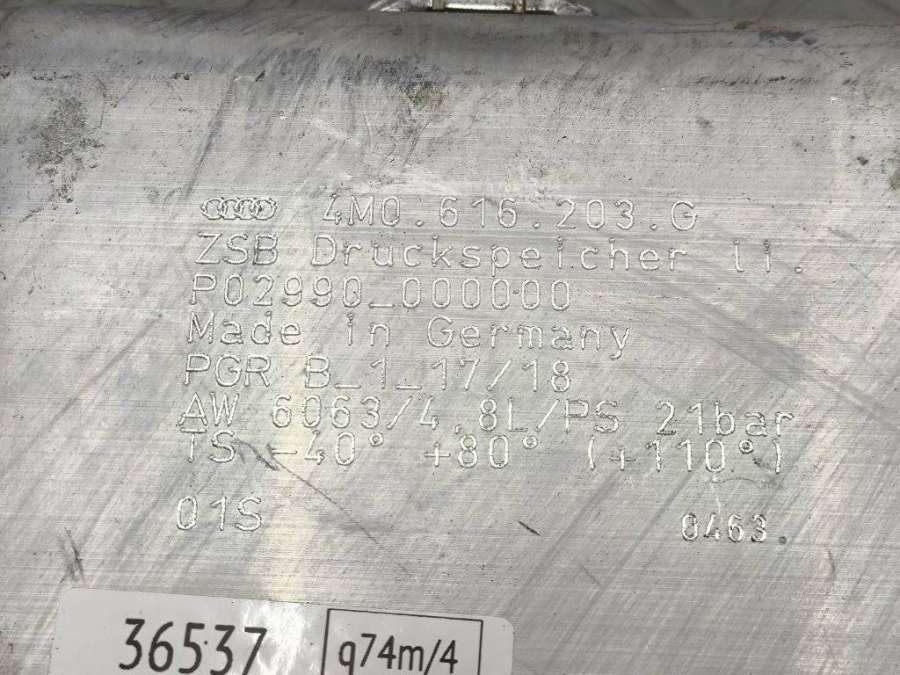 4M0.616.203.G
ZSB Druckspeicher li.
P02990_000000
Made in Germany
PGR B_1_17/18
AW 6063/4,8L/PS 21bar
TS -40° +80° (+110°)
01S
0463.
36537
q74m/4